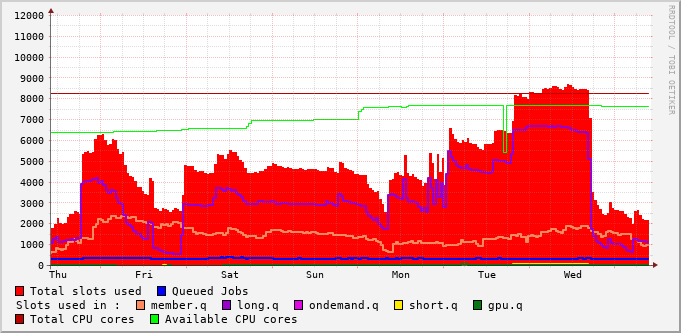 12000
11000
10000
9000
8000
7000
6000
5000
4000
3000
2000
1000
0
Thu Fri Sat Sun Mon Tue Wed
RRDTOOL / TOBI OETIKER
Total slots used Queued Jobs
Slots used in : member.q long.q ondemand.q short.q gpu.q
Total CPU cores Available CPU cores